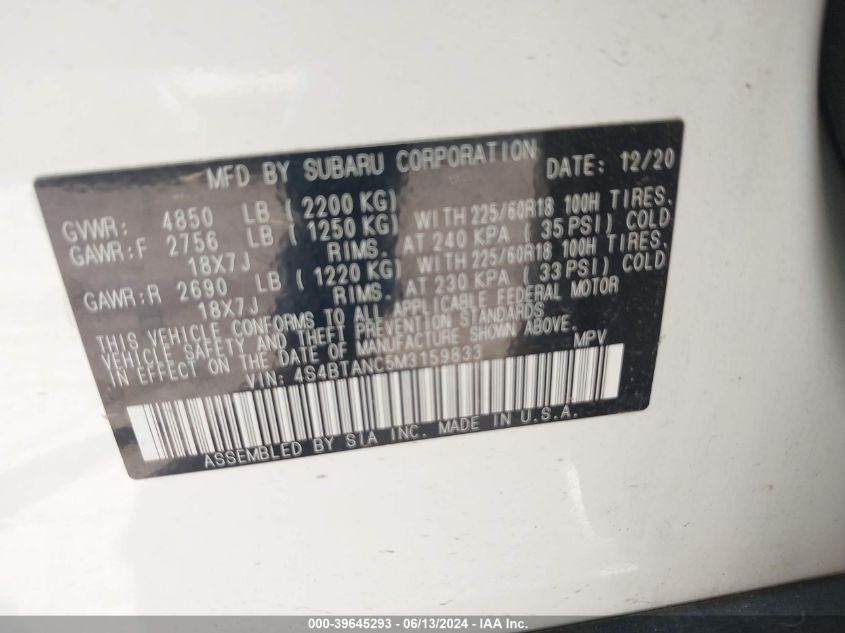 MFD BY SUBARU CORPORATION DATE: 12/20
GVWR: 4850 LB ( 2200 KG)
GAWR:F 2756 LB ( 1250 KG) WITH 225/60R18 100H TIRES.
18X7J RIMS. AT 240 KPA ( 35 PSI) COLD
GAWR:R 2690 LB ( 1220 KG) WITH 225/60R18 100H TIRES.
18X7J RIMS. AT 230 KPA ( 33 PSI) COLD
THIS VEHICLE CONFORMS TO ALL APPLICABLE FEDERAL MOTOR
VEHICLE SAFETY AND THEFT PREVENTION STANDARDS
IN EFFECT ON THE DATE OF MANUFACTURE SHOWN ABOVE.
VIN: 4S4BTANC5M3159833 MPV
ASSEMBLED BY SIA INC. MADE IN U.S.A.
000-39645293 - 06/13/2024 - IAA, Inc.